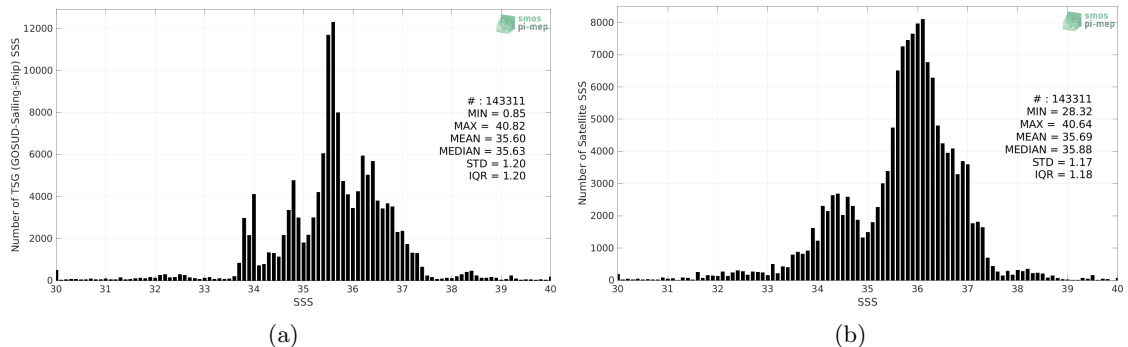 smos
pi-mep
12000
10000
8000
6000
4000
2000
0
Number of TSG (GOSUD-Sailing-ship) SSS
# : 143311
MIN = 0.85
MAX = 40.82
MEAN = 35.60
MEDIAN = 35.63
STD = 1.20
IQR = 1.20
30 31 32 33 34 35 36 37 38 39 40
SSS
(a)
smos
pi-mep
8000
7000
6000
5000
4000
3000
2000
1000
0
Number of Satellite SSS
# : 143311
MIN = 28.32
MAX = 40.64
MEAN = 35.69
MEDIAN = 35.88
STD = 1.17
IQR = 1.18
30 31 32 33 34 35 36 37 38 39 40
SSS
(b)